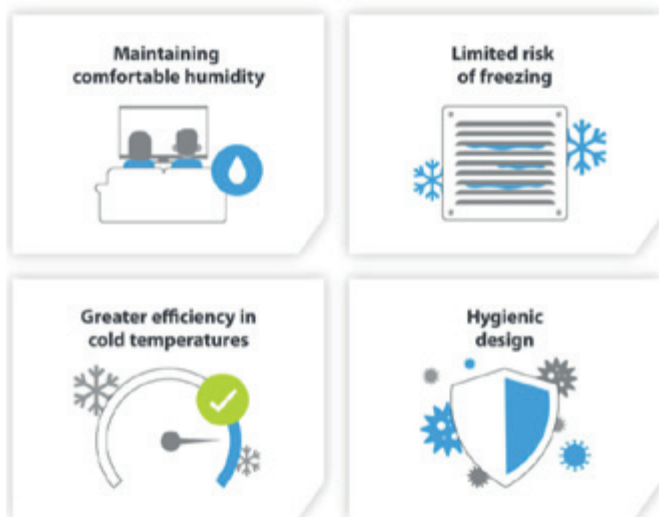 Maintaining
comfortable humidity
Limited risk
of freezing
Greater efficiency in
cold temperatures
Hygienic
design